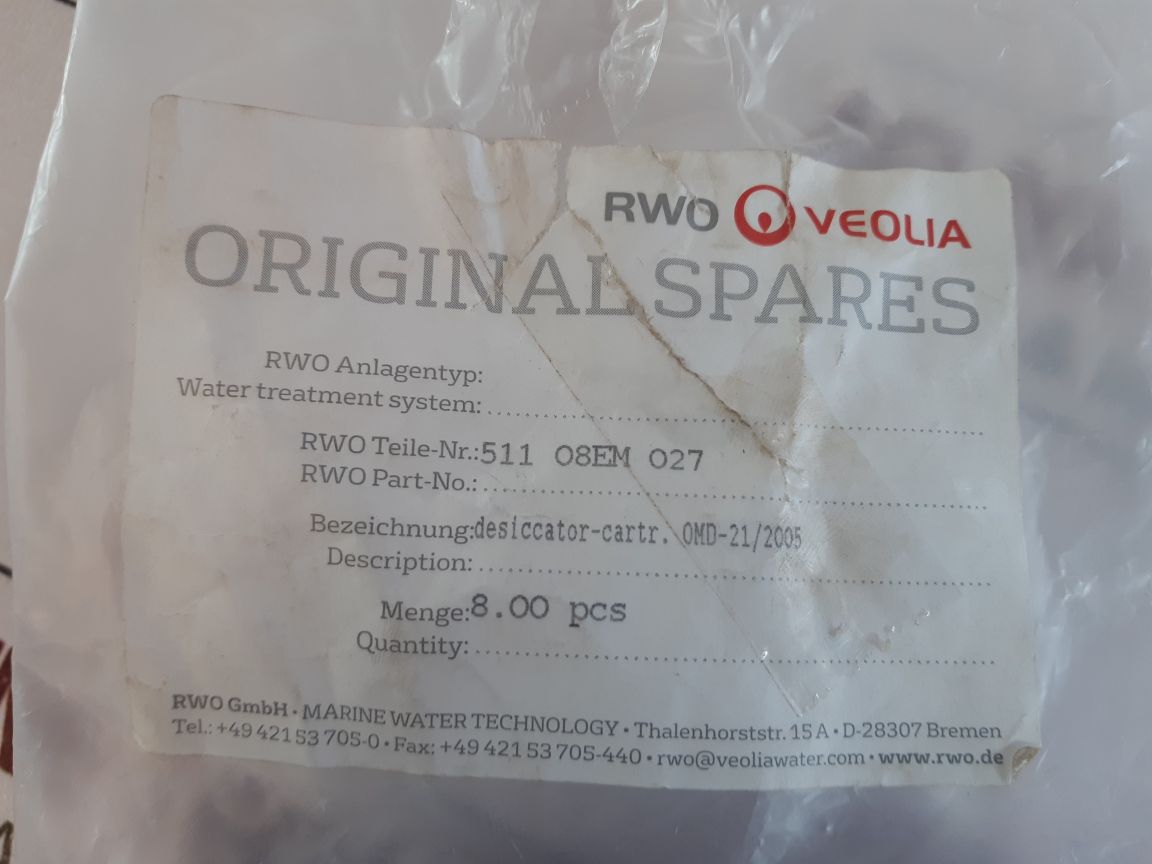 RWO VEOLIA
ORIGINAL SPARES
RWO Anlagentyp:
Water treatment system:
RWO Teile-Nr.:511 08EM 027
RWO Part-No.:
Bezeichnung:desiccator-cartr. OMD-21/2005
Description:
Menge:8.00 pcs
Quantity:
RWO GmbH · MARINE WATER TECHNOLOGY · Thalenhorststr. 15 A · D-28307 Bremen
Tel.: +49 421 53 705-0 · Fax: +49 421 53 705-440 · rwo@veoliawater.com · www.rwo.de